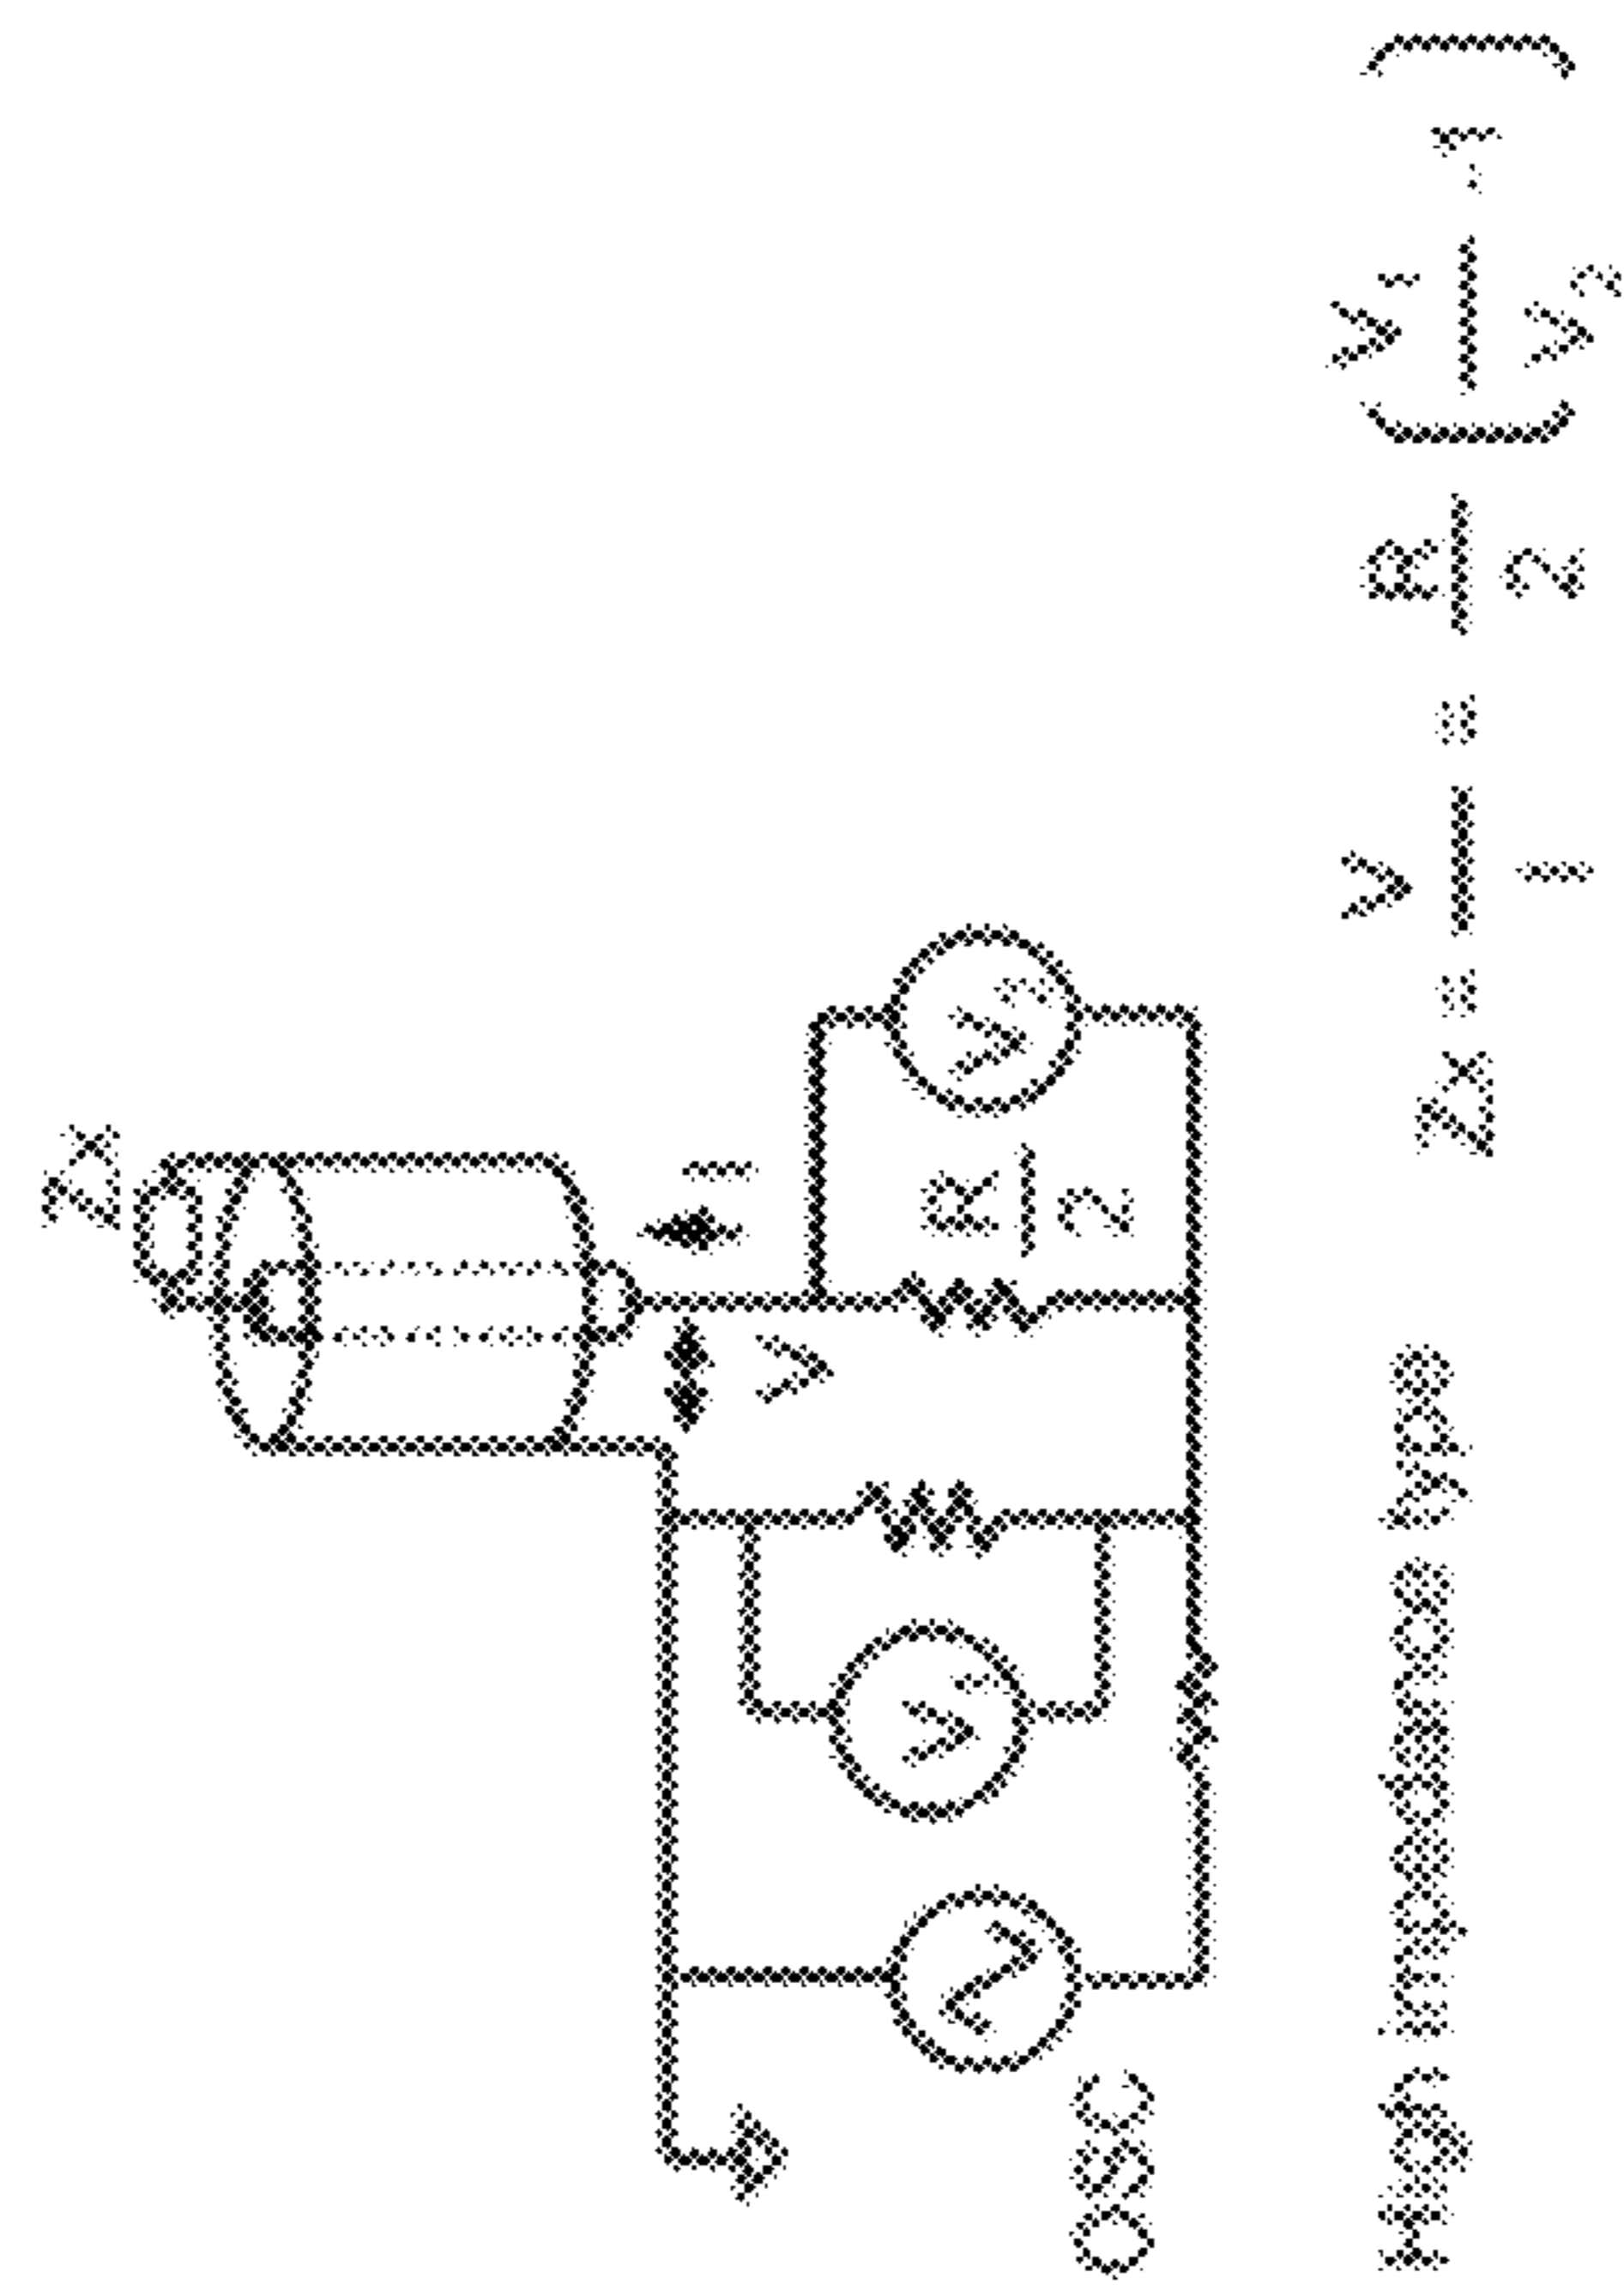 Zx
I
V
V1
R
2
V2
OSC
High impedance type
Zx = V/I = R/2 (V1/V2 - 1)